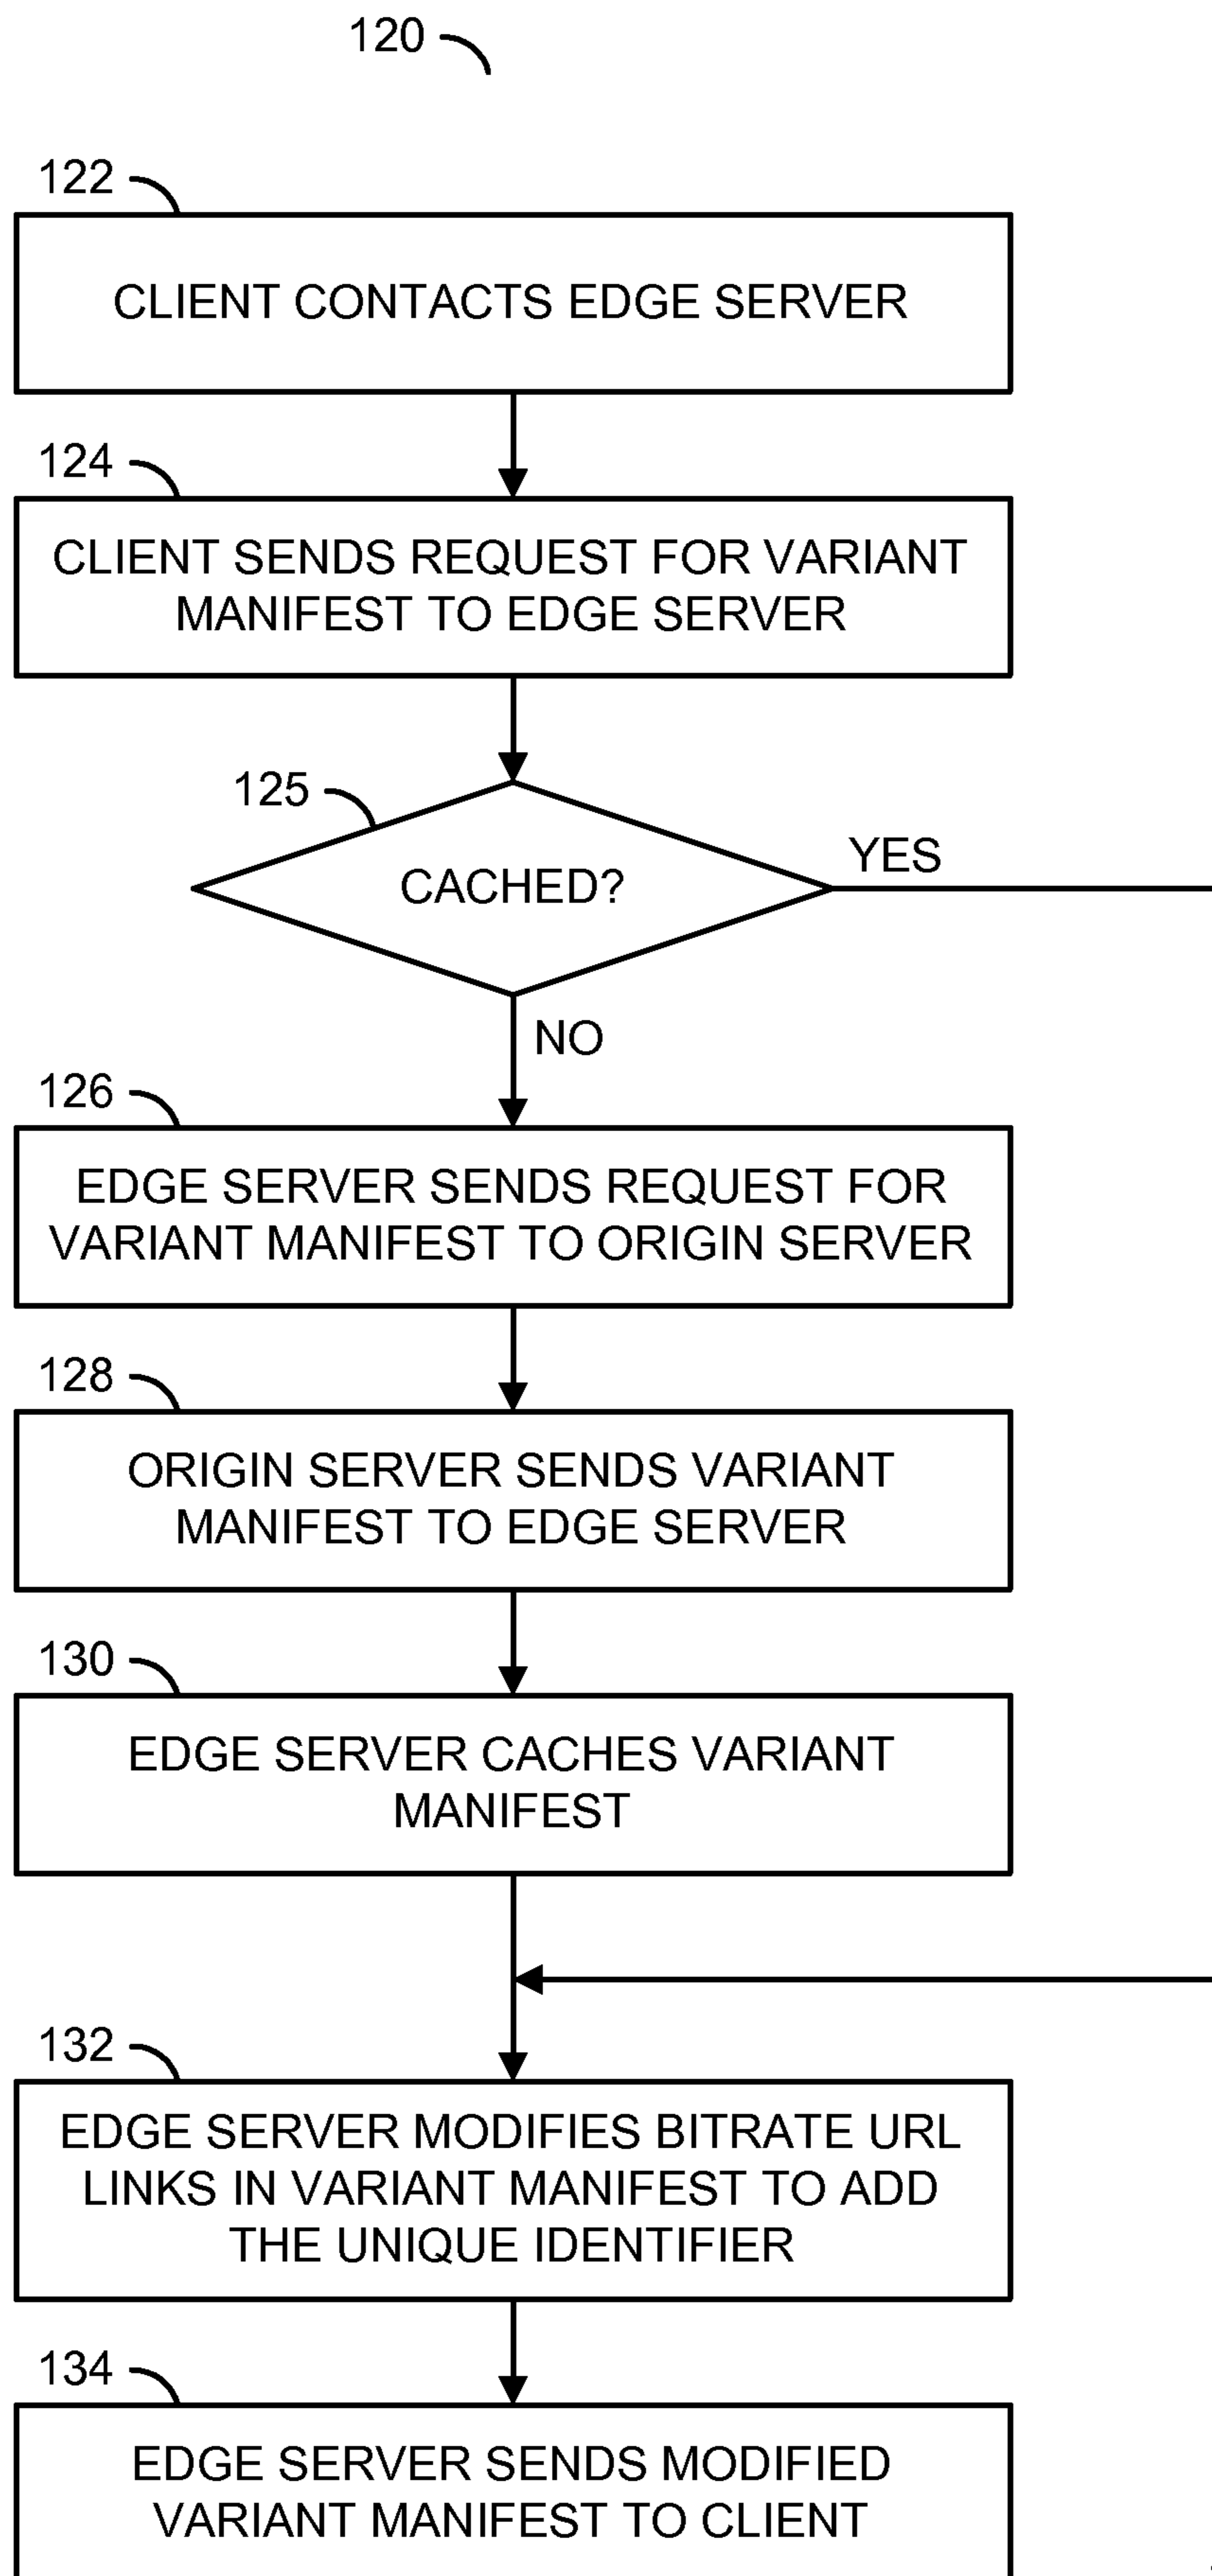 120
122
CLIENT CONTACTS EDGE SERVER
124
CLIENT SENDS REQUEST FOR VARIANT
MANIFEST TO EDGE SERVER
125
CACHED?
YES
NO
126
EDGE SERVER SENDS REQUEST FOR
VARIANT MANIFEST TO ORIGIN SERVER
128
ORIGIN SERVER SENDS VARIANT
MANIFEST TO EDGE SERVER
130
EDGE SERVER CACHES VARIANT
MANIFEST
132
EDGE SERVER MODIFIES BITRATE URL
LINKS IN VARIANT MANIFEST TO ADD
THE UNIQUE IDENTIFIER
134
EDGE SERVER SENDS MODIFIED
VARIANT MANIFEST TO CLIENT